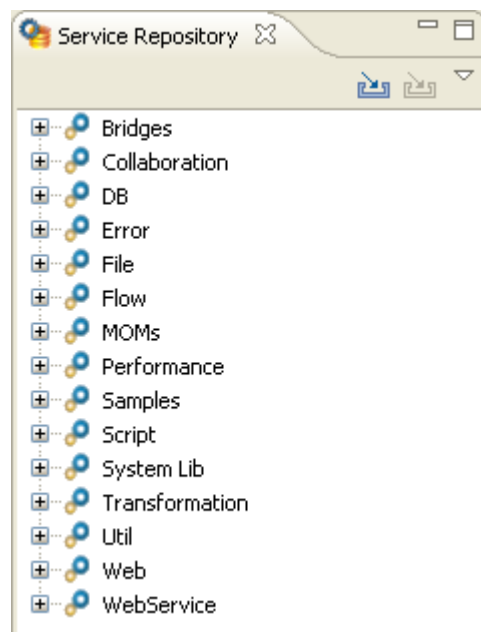 Service Repository
Bridges
Collaboration
DB
Error
File
Flow
MOMs
Performance
Samples
Script
System Lib
Transformation
Util
Web
WebService